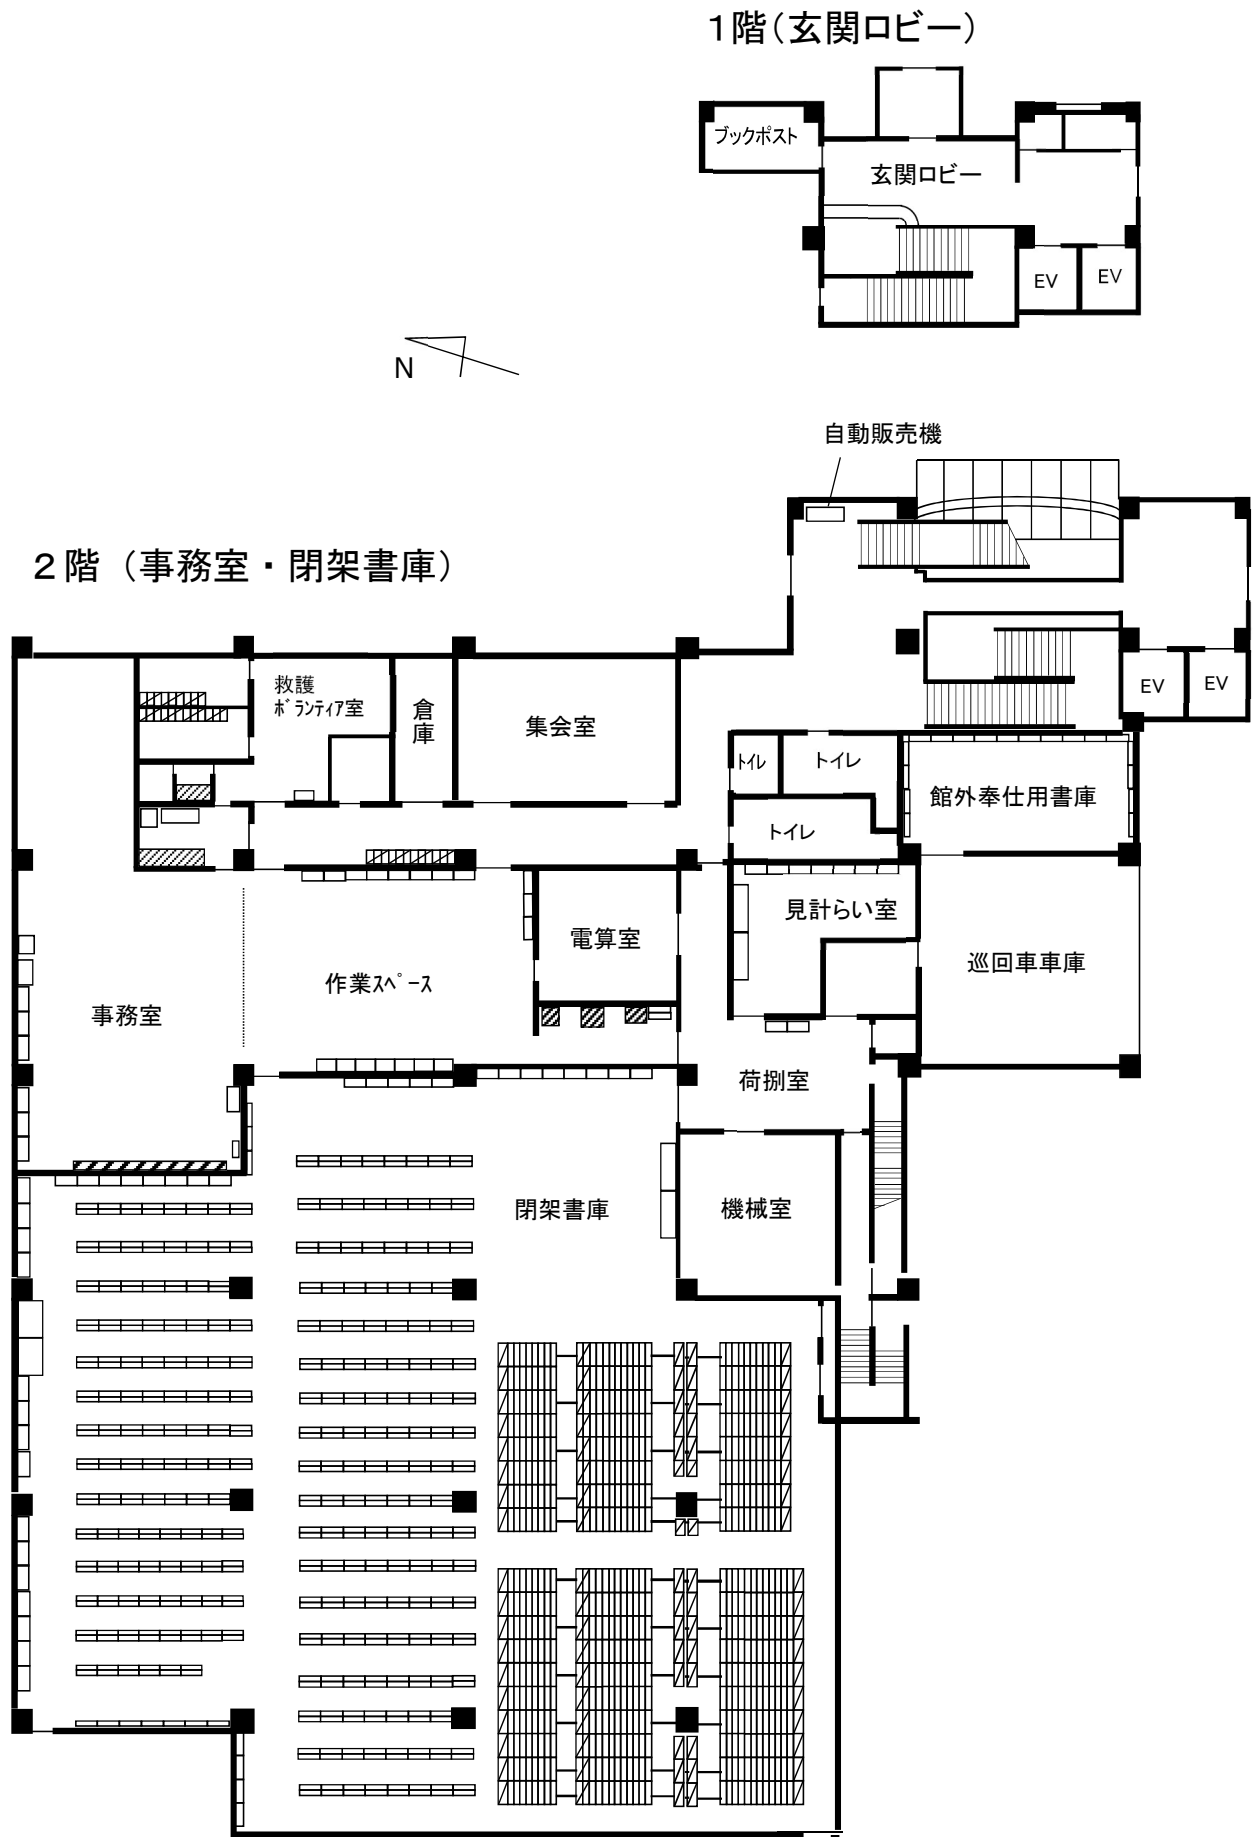 1階（玄関ロビー）
ブックポスト
玄関ロビー
EV
EV
N
自動販売機
２階（事務室・閉架書庫）
救護
ﾎﾞﾗﾝﾃｨｱ室
倉庫
集会室
EV
EV
ﾄｲﾚ
トイレ
館外奉仕用書庫
トイレ
見計らい室
電算室
巡回車車庫
作業ｽﾍﾟｰｽ
事務室
荷捌室
閉架書庫
機械室